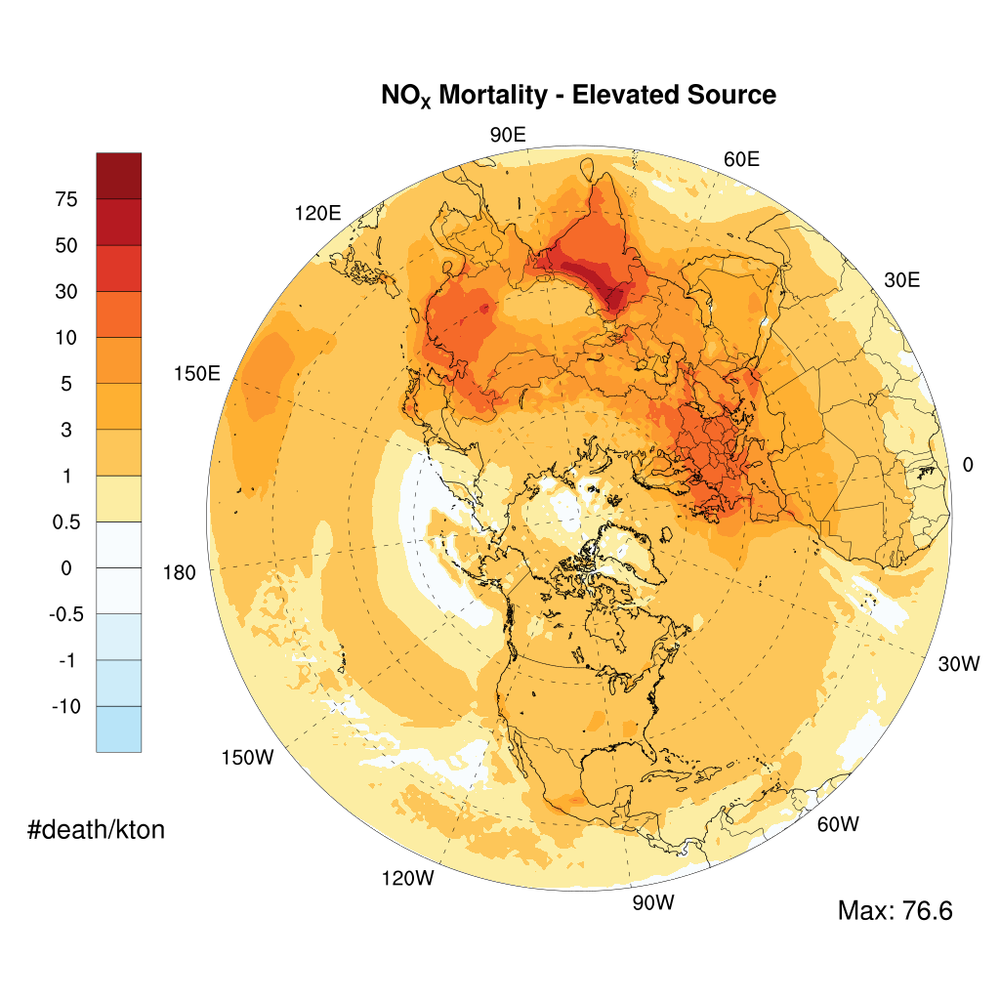 NOX Mortality - Elevated Source
90E
60E
120E
30E
150E
0
180
30W
150W
60W
120W
90W
75
50
30
10
5
3
1
0.5
0
-0.5
-1
-10
#death/kton
Max: 76.6